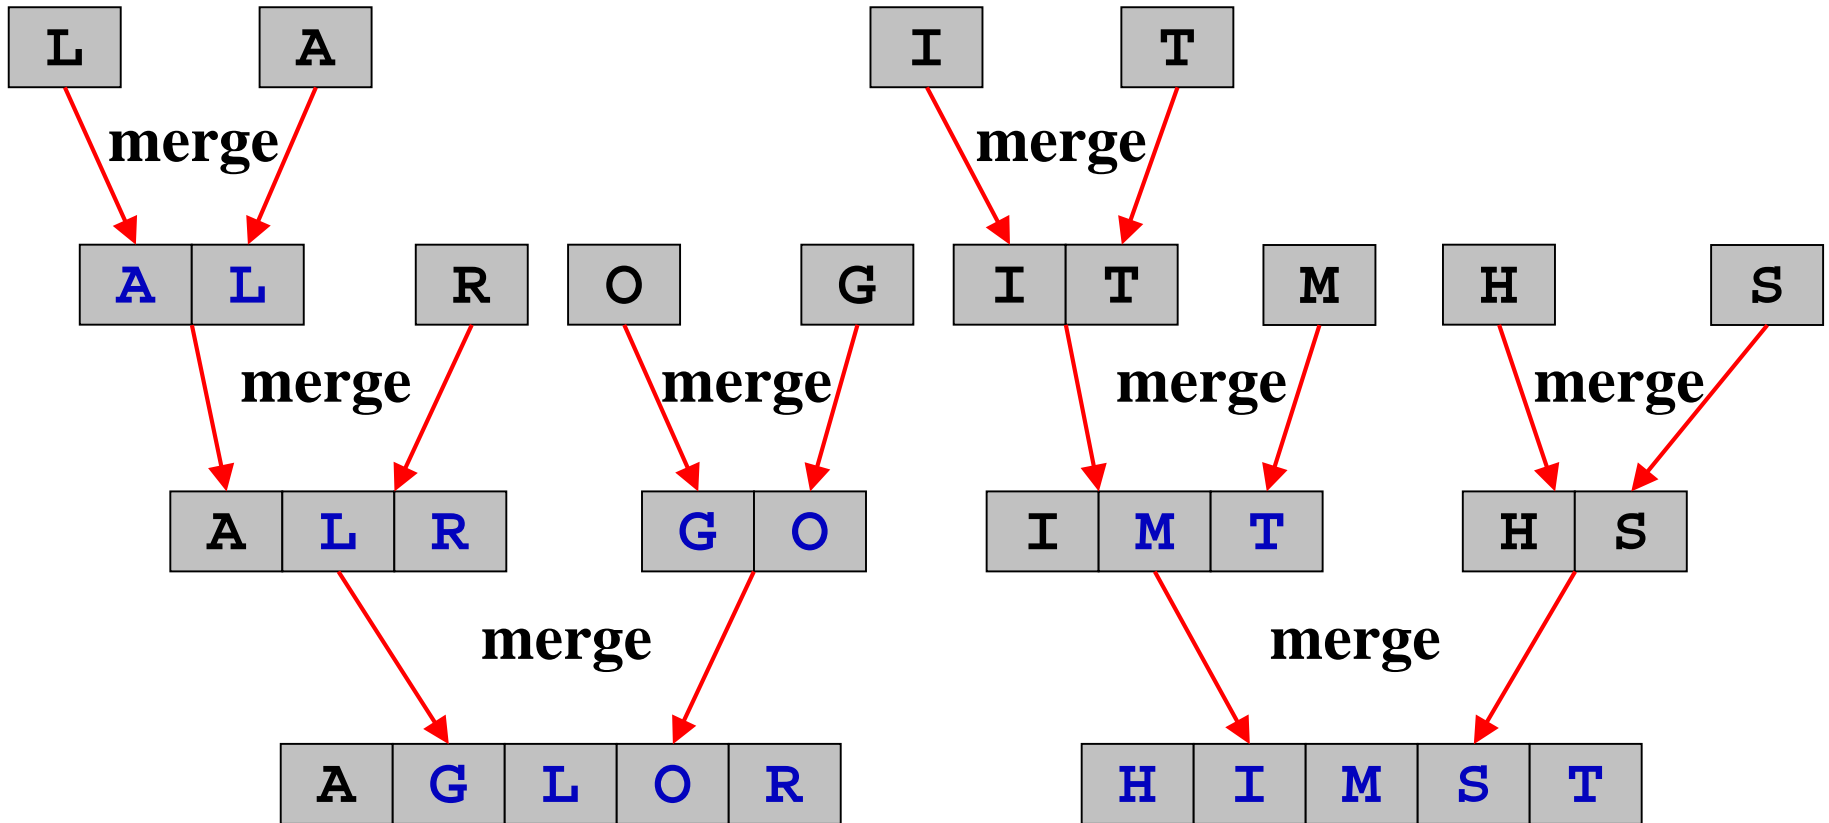 L A I T
merge merge
A L R O G I T M H S
merge merge merge merge
A L R G O I M T H S
merge merge
A G L O R H I M S T